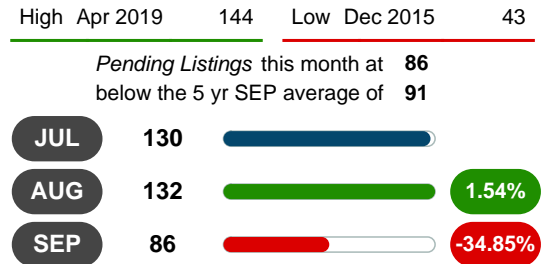 High Apr 2019 144 Low Dec 2015 43
Pending Listings this month at 86
below the 5 yr SEP average of 91
JUL 130
AUG 132 1.54%
SEP 86 -34.85%